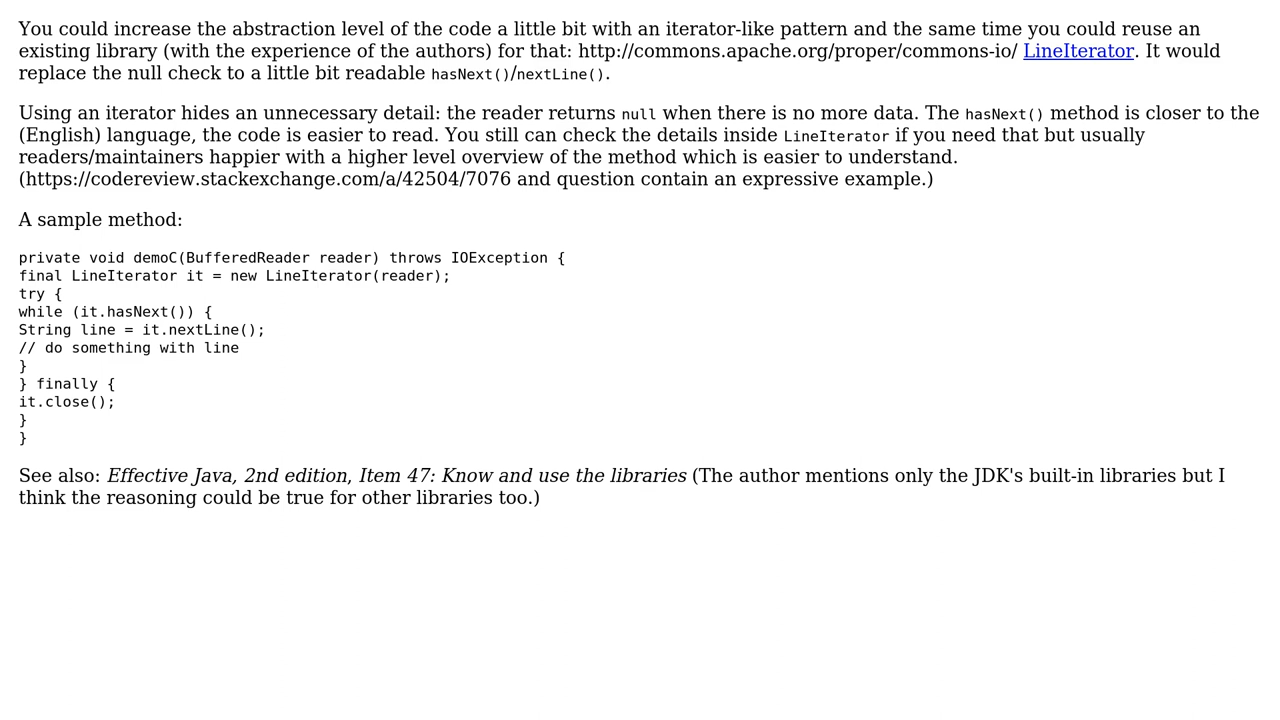 You could increase the abstraction level of the code a little bit with an iterator-like pattern and the same time you could reuse an
existing library (with the experience of the authors) for that: http://commons.apache.org/proper/commons-io/ LineIterator. It would
replace the null check to a little bit readable hasNext()/nextLine().
Using an iterator hides an unnecessary detail: the reader returns null when there is no more data. The hasNext() method is closer to the
(English) language, the code is easier to read. You still can check the details inside LineIterator if you need that but usually
readers/maintainers happier with a higher level overview of the method which is easier to understand.
(https://codereview.stackexchange.com/a/42504/7076 and question contain an expressive example.)
A sample method:
private void demoC(BufferedReader reader) throws IOException {
final LineIterator it = new LineIterator(reader);
try {
while (it.hasNext()) {
String line = it.nextLine();
// do something with line
}
} finally {
it.close();
}
}
See also: Effective Java, 2nd edition, Item 47: Know and use the libraries (The author mentions only the JDK's built-in libraries but I
think the reasoning could be true for other libraries too.)